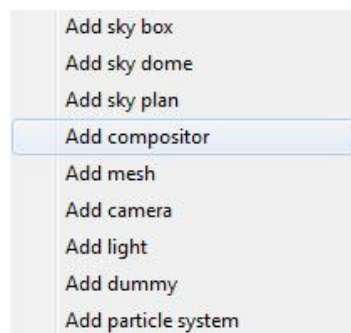 Add sky box
Add sky dome
Add sky plan
Add compositor
Add mesh
Add camera
Add light
Add dummy
Add particle system